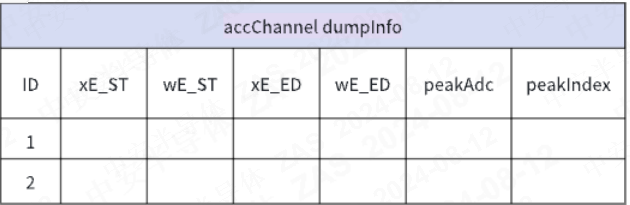 accChannel dumpInfo
ID xE_ST wE_ST xE_ED wE_ED peakAdc peakIndex
1
2